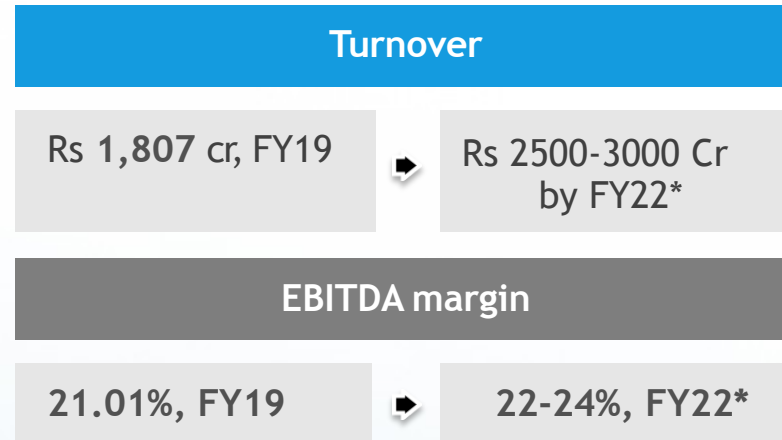 Turnover
Rs 1,807 cr, FY19
Rs 2500-3000 Cr
by FY22*
EBITDA margin
21.01%, FY19
22-24%, FY22*